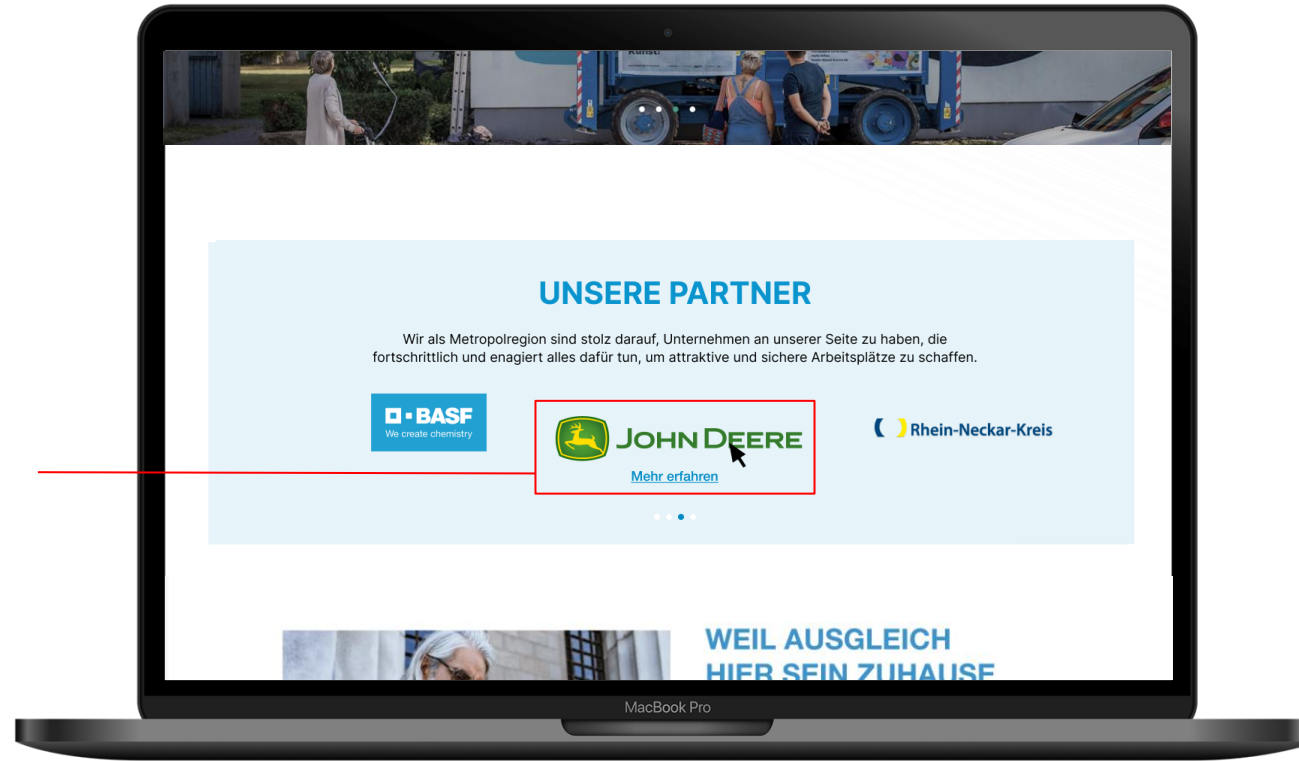 Kunst!
UNSERE PARTNER
Wir als Metropolregion sind stolz darauf, Unternehmen an unserer Seite zu haben, die
fortschrittlich und enagiert alles dafür tun, um attraktive und sichere Arbeitsplätze zu schaffen.
BASF
We create chemistry
JOHN DEERE
Mehr erfahren
Rhein-Neckar-Kreis
WEIL AUSGLEICH
HIER SEIN ZUHAUSE
MacBook Pro